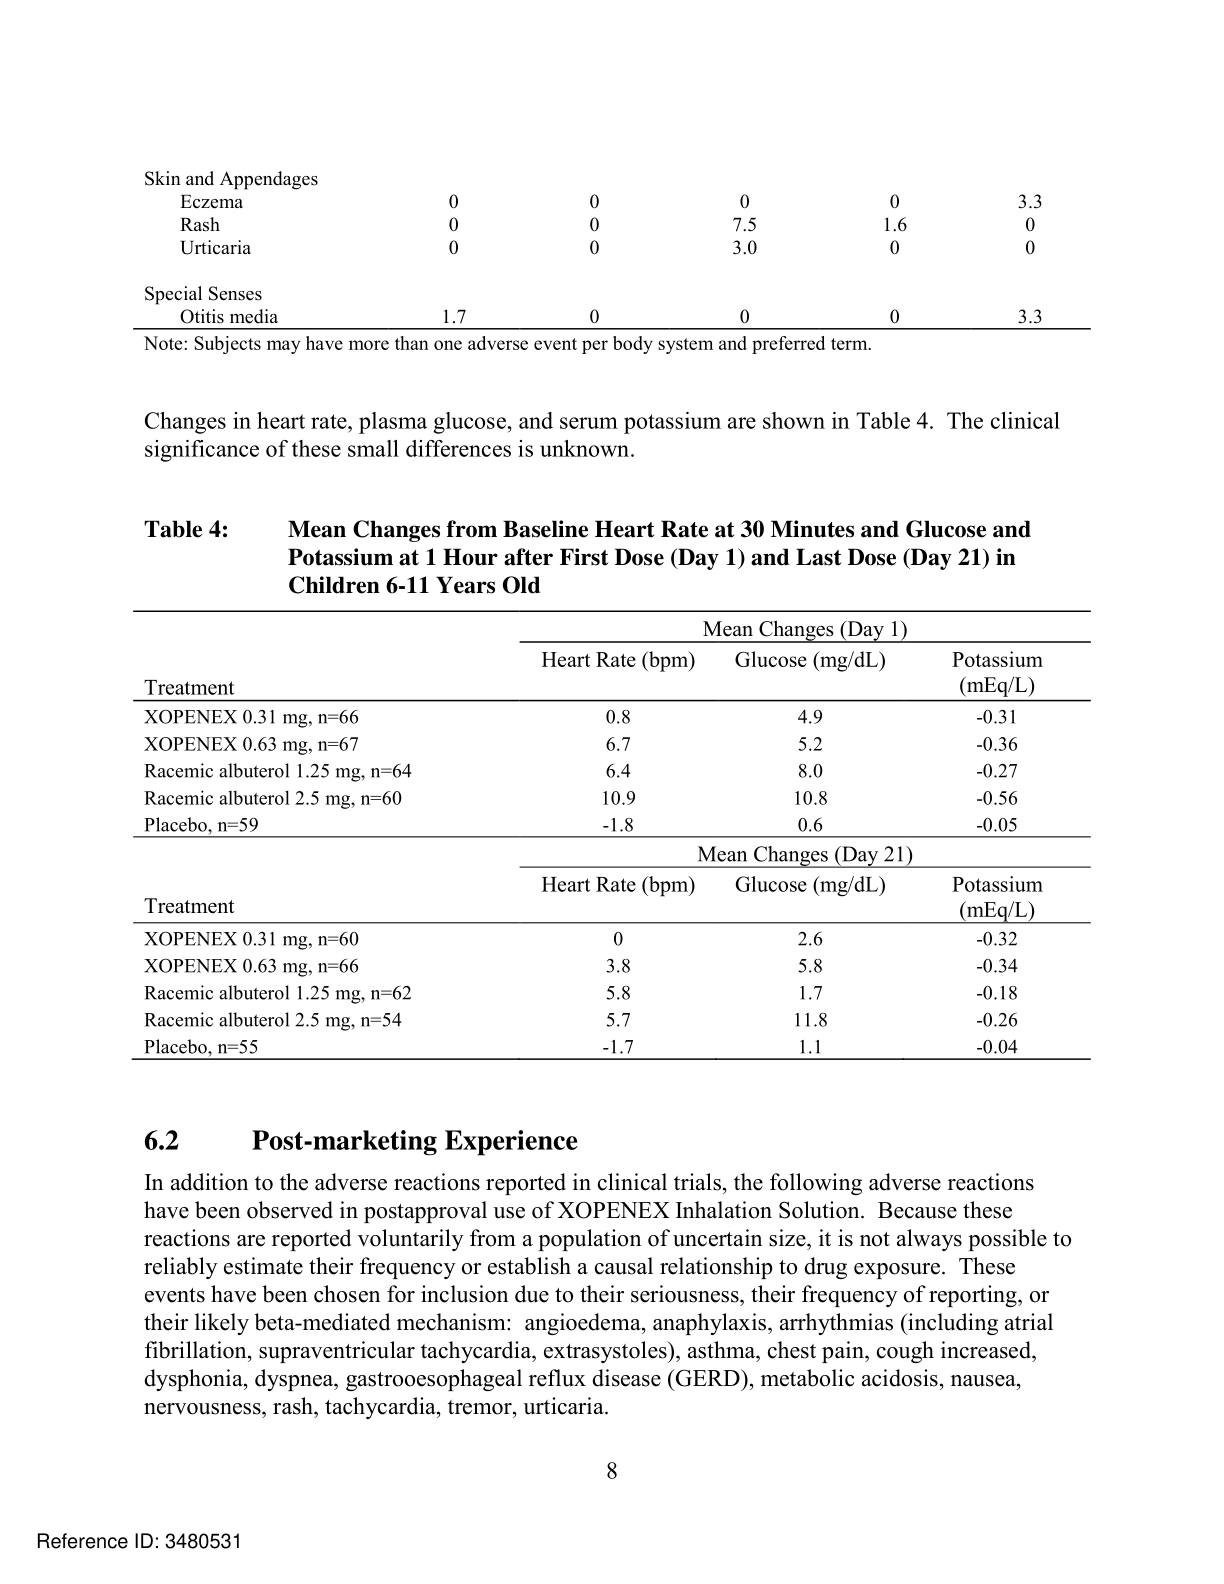 Skin and Appendages
Eczema 0 0 0 0 3.3
Rash 0 0 7.5 1.6 0
Urticaria 0 0 3.0 0 0
Special Senses
Otitis media 1.7 0 0 0 3.3
Note: Subjects may have more than one adverse event per body system and preferred term.
Changes in heart rate, plasma glucose, and serum potassium are shown in Table 4.  The clinical
significance of these small differences is unknown.
Table 4: Mean Changes from Baseline Heart Rate at 30 Minutes and Glucose and
Potassium at 1 Hour after First Dose (Day 1) and Last Dose (Day 21) in
Children 6-11 Years Old
Mean Changes (Day 1)
Heart Rate (bpm) Glucose (mg/dL) Potassium
Treatment (mEq/L)
XOPENEX 0.31 mg, n=66 0.8 4.9 -0.31
XOPENEX 0.63 mg, n=67 6.7 5.2 -0.36
Racemic albuterol 1.25 mg, n=64 6.4 8.0 -0.27
Racemic albuterol 2.5 mg, n=60 10.9 10.8 -0.56
Placebo, n=59 -1.8 0.6 -0.05
Mean Changes (Day 21)
Heart Rate (bpm) Glucose (mg/dL) Potassium
Treatment (mEq/L)
XOPENEX 0.31 mg, n=60 0 2.6 -0.32
XOPENEX 0.63 mg, n=66 3.8 5.8 -0.34
Racemic albuterol 1.25 mg, n=62 5.8 1.7 -0.18
Racemic albuterol 2.5 mg, n=54 5.7 11.8 -0.26
Placebo, n=55 -1.7 1.1 -0.04
6.2 Post-marketing Experience
In addition to the adverse reactions reported in clinical trials, the following adverse reactions
have been observed in postapproval use of XOPENEX Inhalation Solution.  Because these
reactions are reported voluntarily from a population of uncertain size, it is not always possible to
reliably estimate their frequency or establish a causal relationship to drug exposure.  These
events have been chosen for inclusion due to their seriousness, their frequency of reporting, or
their likely beta-mediated mechanism:  angioedema, anaphylaxis, arrhythmias (including atrial
fibrillation, supraventricular tachycardia, extrasystoles), asthma, chest pain, cough increased,
dysphonia, dyspnea, gastrooesophageal reflux disease (GERD), metabolic acidosis, nausea,
nervousness, rash, tachycardia, tremor, urticaria.
8
Reference ID: 3480531